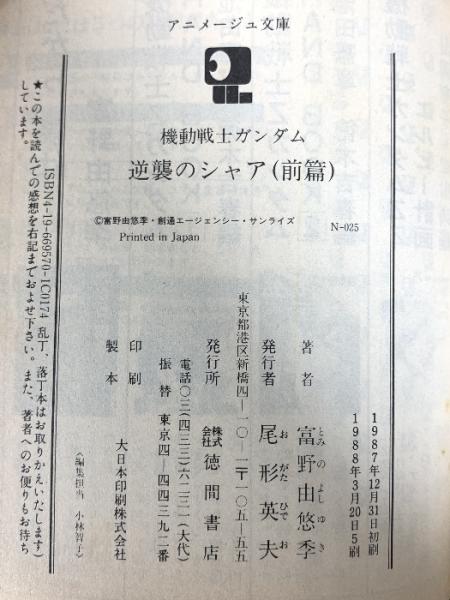 アニメージュ文庫
機動戦士ガンダム
逆襲のシャア(前篇)
©富野由悠季・創通エージェンシー・サンライズ
N-025
Printed in Japan
1987年12月31日初刷
1988年3月20日5刷
著者 富野由悠季
とみのよしゆき
発行者 尾形英夫
おがたひでお
東京都港区新橋四―一〇―一〒一〇五―五五
発行所 株式会社 徳間書店
電話〇三(四三三)六二三一(大代)
振替 東京四―四四三九二番
印刷
製本 大日本印刷株式会社
〈編集担当 小林智子〉
ISBN4-19-669570-1C0174 乱丁、落丁本はお取りかえいたします)
★この本を読んでの感想を右記までおよせ下さい。また、著者へのお便りもお待ち
しています。